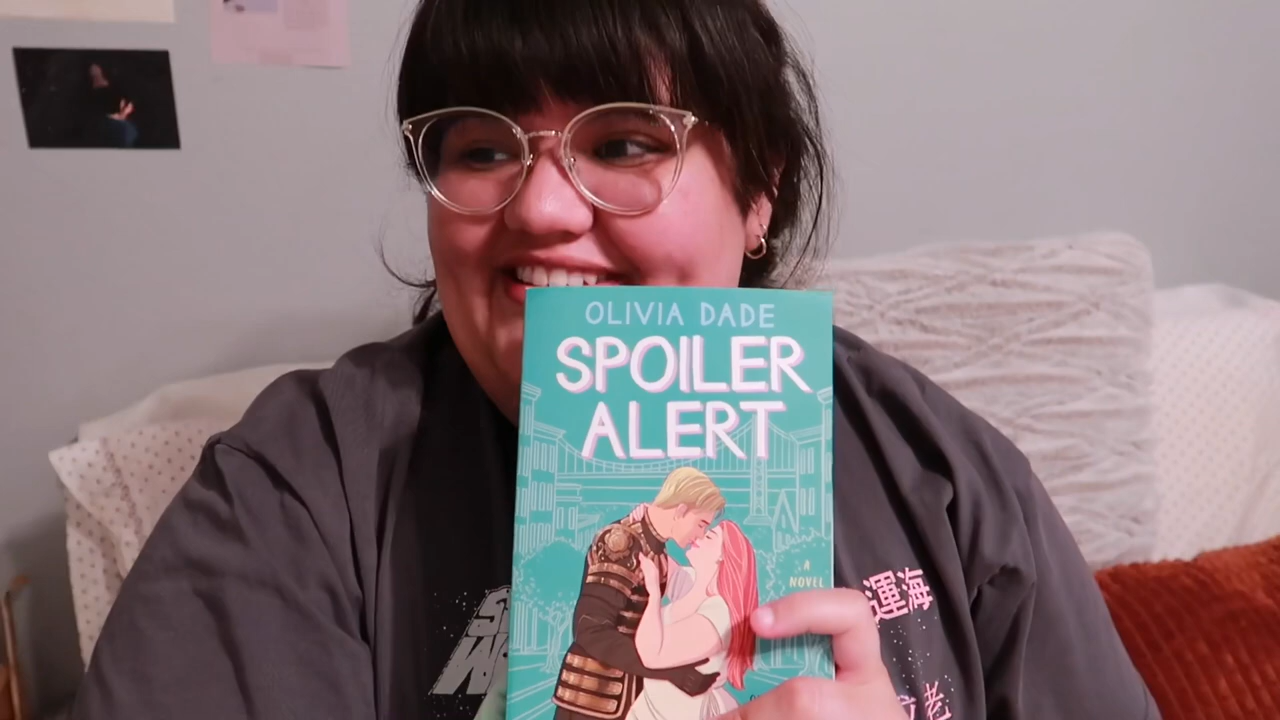 OLIVIA DADE
SPOILER
ALERT
A
NOVEL
運海